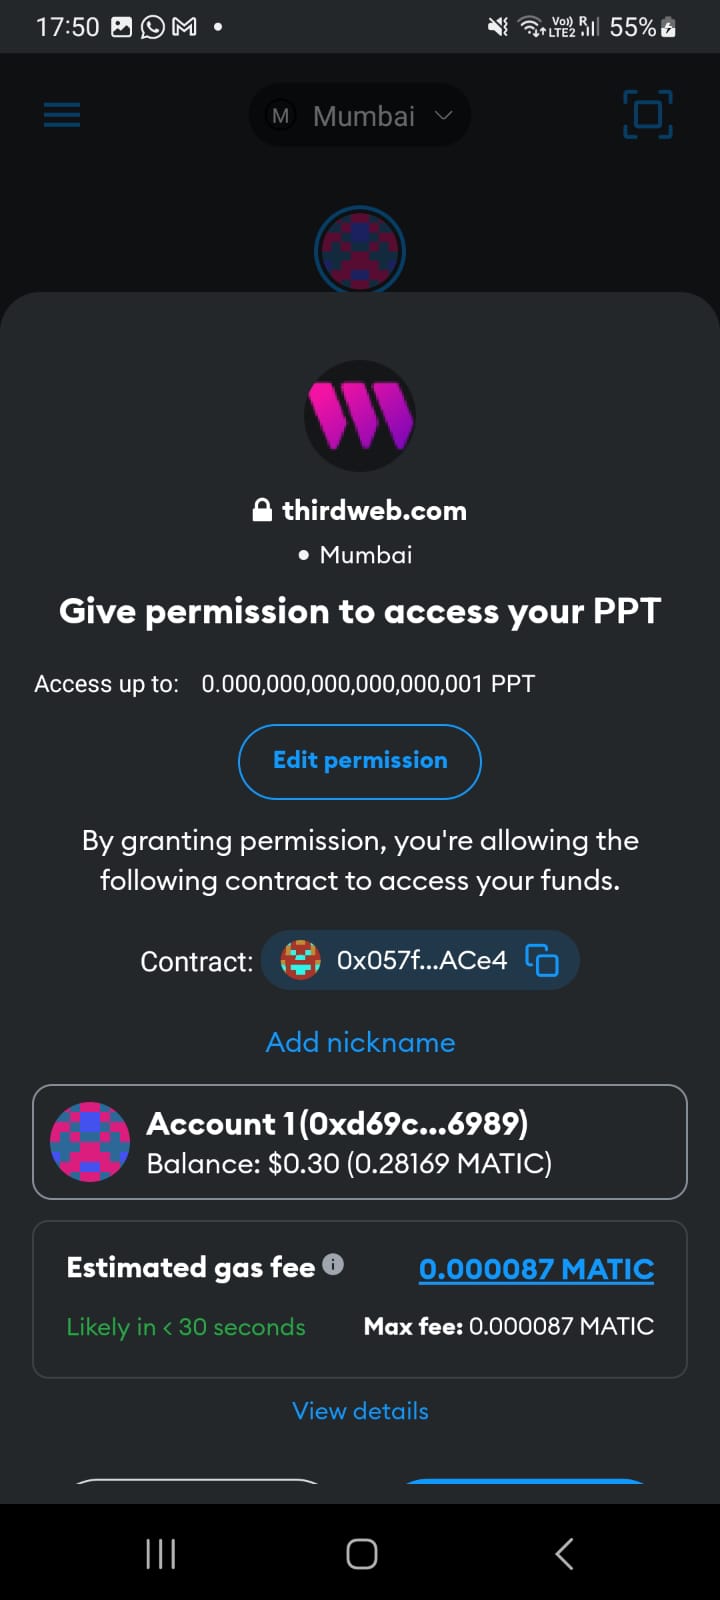 17:50
Vo)) R
LTE2
55%
M Mumbai
thirdweb.com
• Mumbai
Give permission to access your PPT
Access up to: 0.000,000,000,000,000,001 PPT
Edit permission
By granting permission, you're allowing the
following contract to access your funds.
Contract: 0x057f...ACe4
Add nickname
Account 1 (0xd69c...6989)
Balance: $0.30 (0.28169 MATIC)
Estimated gas fee 0.000087 MATIC
Likely in < 30 seconds Max fee: 0.000087 MATIC
View details